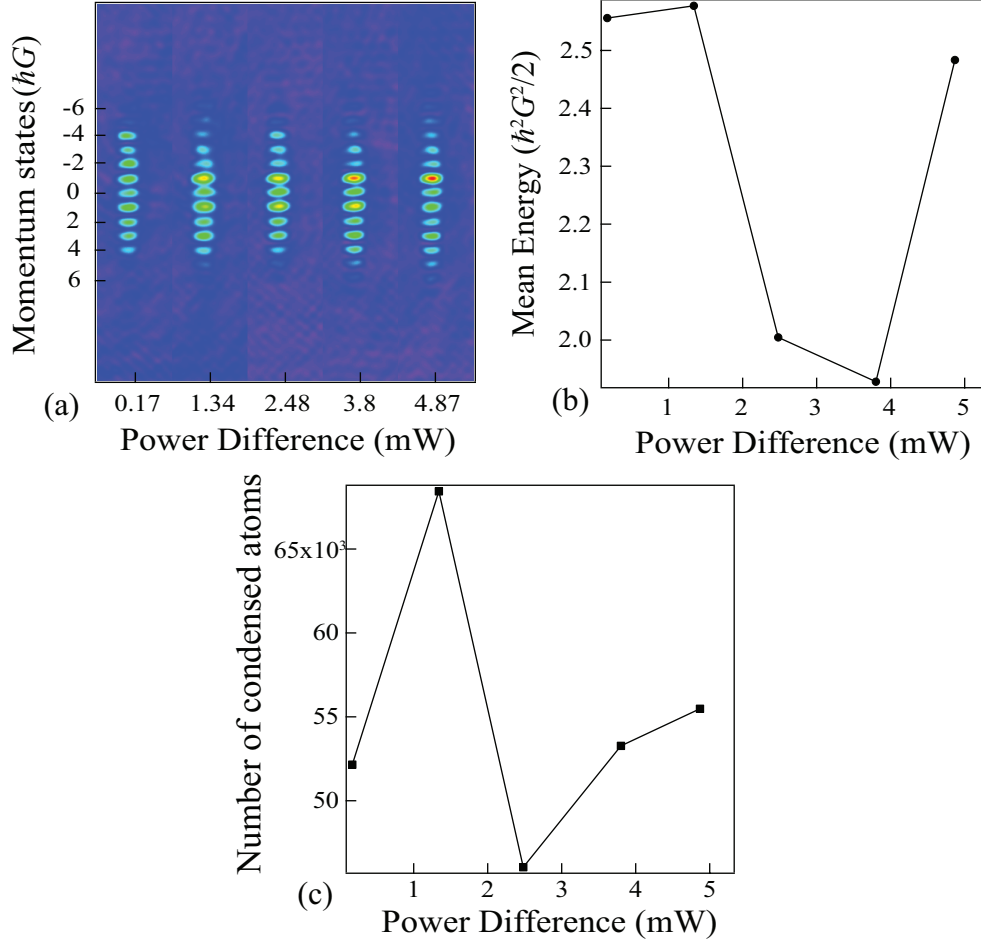 Momentum states(ħG)
-6
-4
-2
0
2
4
6
0.17 1.34 2.48 3.8 4.87
(a)
Power Difference (mW)
Mean Energy (ħ²G²/2)
2.5
2.4
2.3
2.2
2.1
2.0
1 2 3 4 5
(b)
Power Difference (mW)
Number of condensed atoms
65x10³
60
55
50
1 2 3 4 5
(c)
Power Difference (mW)